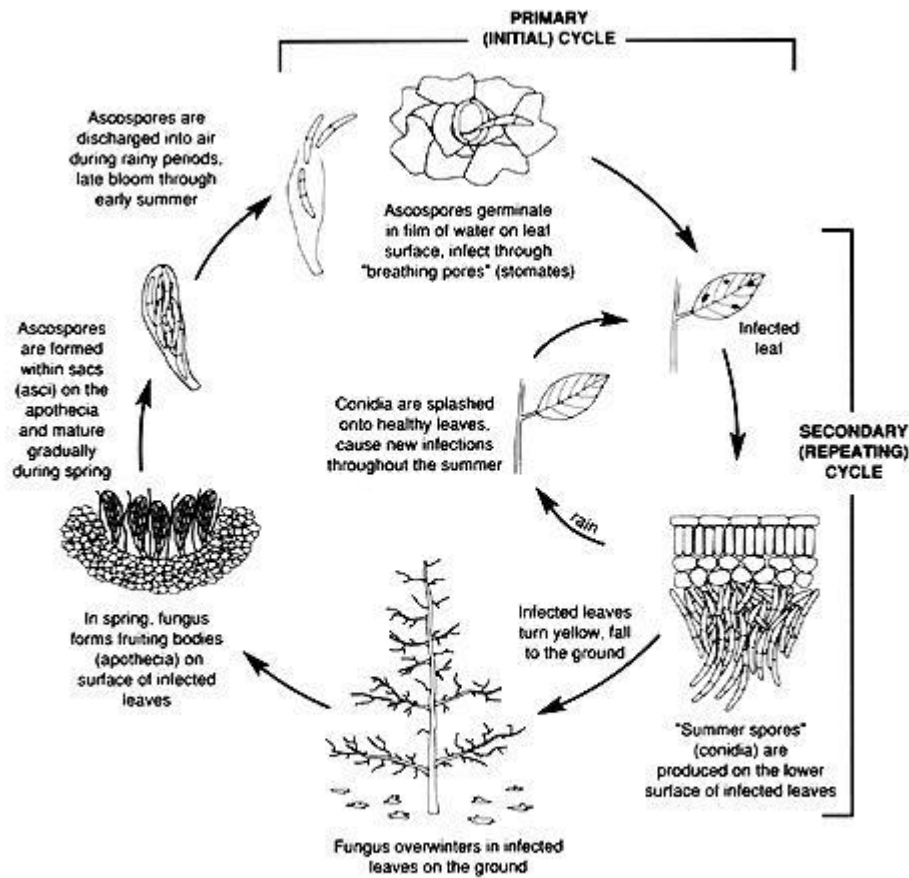 PRIMARY
(INITIAL) CYCLE
Ascospores are
discharged into air
during rainy periods,
late bloom through
early summer
Ascospores germinate
in film of water on leaf
surface, infect through
"breathing pores" (stomates)
Infected
leaf
Ascospores
are formed
within sacs
(asci) on the
apothecia
and mature
gradually
during spring
Conidia are splashed
onto healthy leaves,
cause new infections
throughout the summer
SECONDARY
(REPEATING)
CYCLE
rain
In spring, fungus
forms fruiting bodies
(apothecia) on
surface of infected
leaves
Infected leaves
turn yellow, fall
to the ground
"Summer spores"
(conidia) are
produced on the lower
surface of infected leaves
Fungus overwinters in infected
leaves on the ground